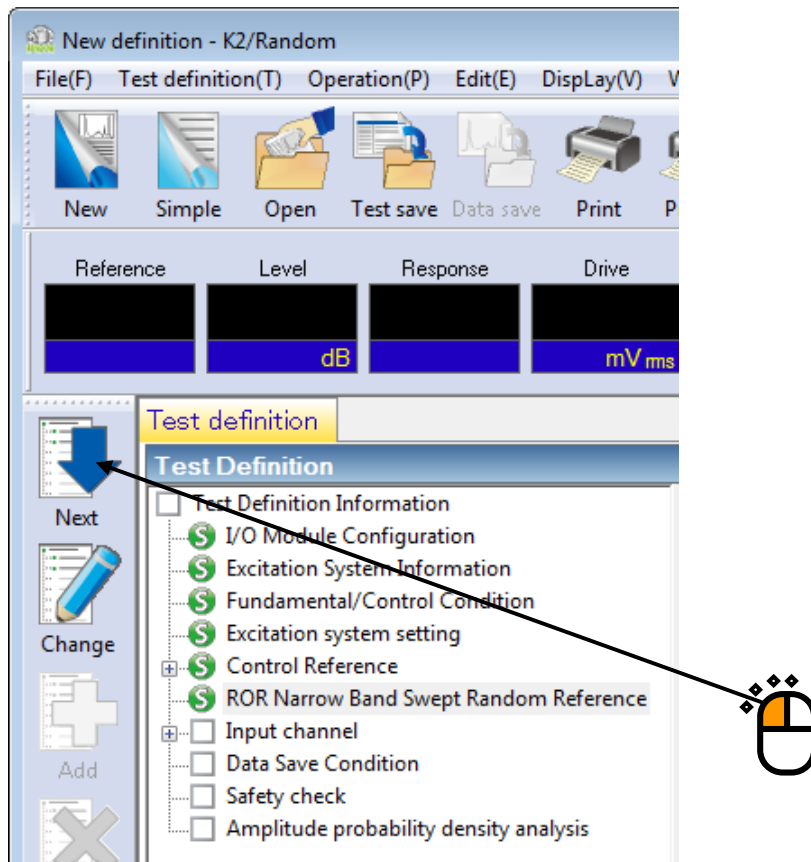 New definition - K2/Random
File(F) Test definition(T) Operation(P) Edit(E) DispLay(V)
New Simple Open Test save Data save Print
Reference Level Response Drive
dB mV rms
Test definition
Test Definition
Test Definition Information
Next
I/O Module Configuration
Excitation System Information
Fundamental/Control Condition
Excitation system setting
Change
Control Reference
ROR Narrow Band Swept Random Reference
Input channel
Data Save Condition
Add
Safety check
Amplitude probability density analysis